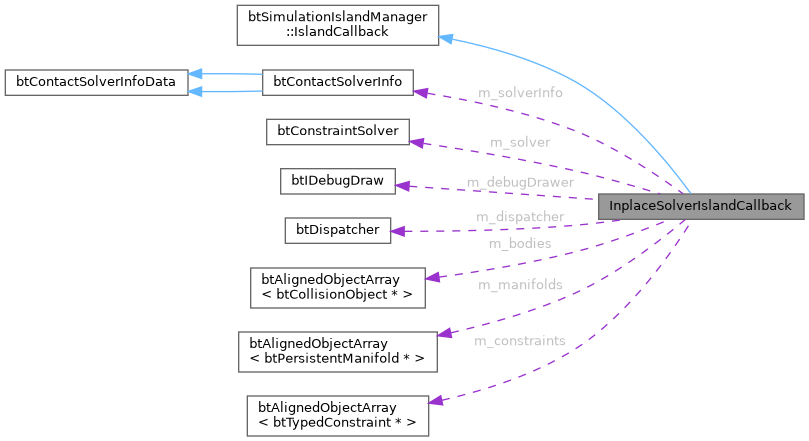 btSimulationIslandManager
::IslandCallback
btContactSolverInfoData
btContactSolverInfo
m_solverInfo
btConstraintSolver
m_solver
btIDebugDraw
m_debugDrawer
InplaceSolverIslandCallback
btDispatcher
m_dispatcher
m_bodies
btAlignedObjectArray
< btCollisionObject * >
m_manifolds
btAlignedObjectArray
< btPersistentManifold * >
m_constraints
btAlignedObjectArray
< btTypedConstraint * >